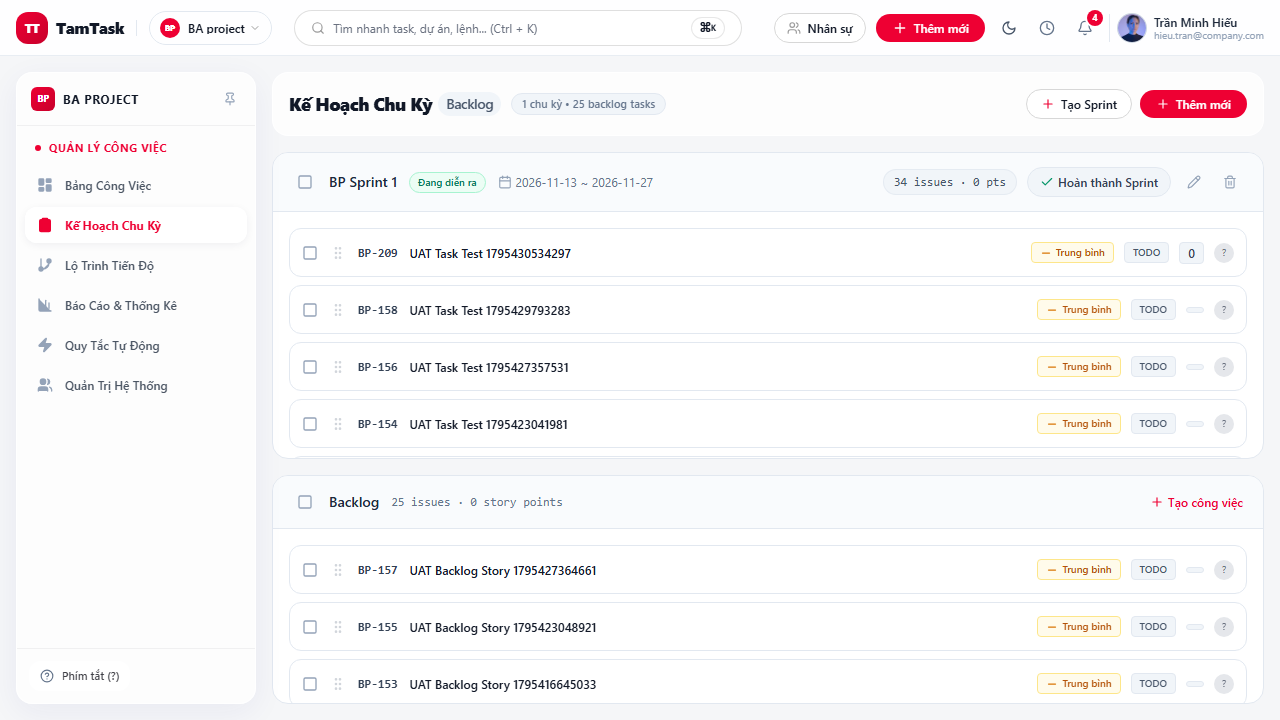 TT TamTask
BP BA project
Tìm nhanh task, dự án, lệnh... (Ctrl + K)
⌘K
Nhân sự
+ Thêm mới
4
Trần Minh Hiếu
hieu.tran@company.com
BP BA PROJECT
QUẢN LÝ CÔNG VIỆC
Bảng Công Việc
Kế Hoạch Chu Kỳ
Lộ Trình Tiến Độ
Báo Cáo & Thống Kê
Quy Tắc Tự Động
Quản Trị Hệ Thống
Phím tắt (?)
Kế Hoạch Chu Kỳ Backlog 1 chu kỳ • 25 backlog tasks
+ Tạo Sprint
+ Thêm mới
BP Sprint 1 Đang diễn ra 2026-11-13 ~ 2026-11-27 34 issues · 0 pts Hoàn thành Sprint
BP-209 UAT Task Test 1795430534297 Trung bình TODO 0 ?
BP-158 UAT Task Test 1795429793283 Trung bình TODO ?
BP-156 UAT Task Test 1795427357531 Trung bình TODO ?
BP-154 UAT Task Test 1795423041981 Trung bình TODO ?
Backlog 25 issues · 0 story points + Tạo công việc
BP-157 UAT Backlog Story 1795427364661 Trung bình TODO ?
BP-155 UAT Backlog Story 1795423048921 Trung bình TODO ?
BP-153 UAT Backlog Story 1795416645033 Trung bình TODO ?